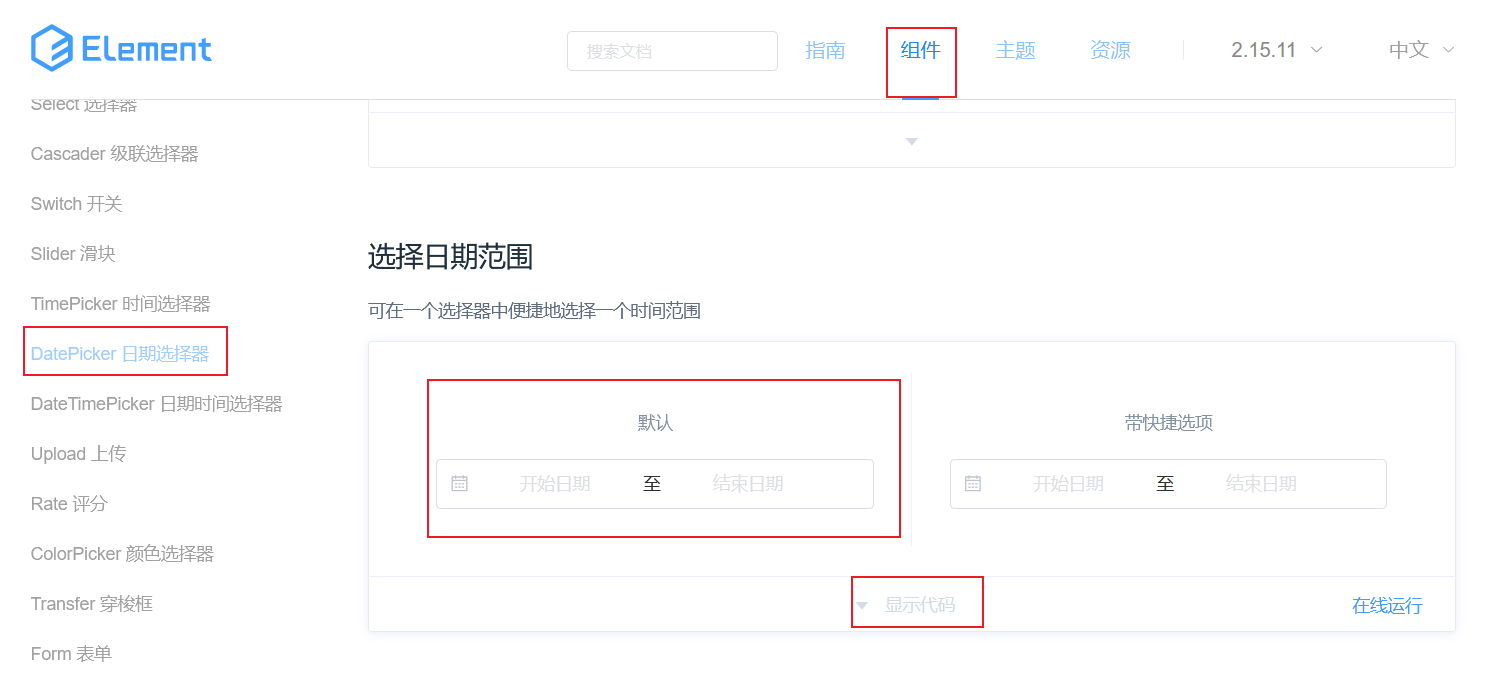 Element
搜索文档
指南
组件
主题
资源
2.15.11
中文
Select 选择器
Cascader 级联选择器
Switch 开关
Slider 滑块
TimePicker 时间选择器
DatePicker 日期选择器
DateTimePicker 日期时间选择器
Upload 上传
Rate 评分
ColorPicker 颜色选择器
Transfer 穿梭框
Form 表单
选择日期范围
可在一个选择器中便捷地选择一个时间范围
默认
开始日期 至 结束日期
带快捷选项
开始日期 至 结束日期
显示代码
在线运行